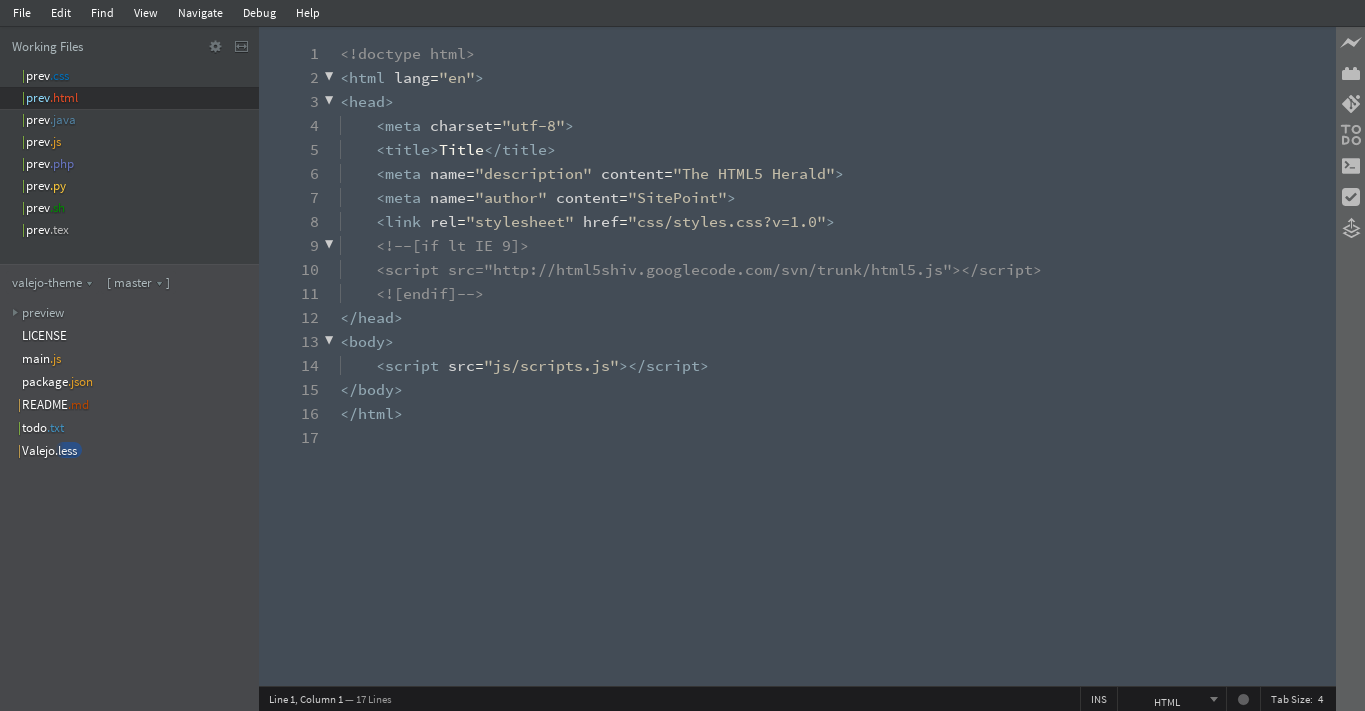 File Edit Find View Navigate Debug Help
Working Files
prev.css
prev.html
prev.java
prev.js
prev.php
prev.py
prev.sh
prev.tex
valejo-theme [ master ]
preview
LICENSE
main.js
package.json
README.md
todo.txt
Valejo.less
1 <!doctype html>
2 <html lang="en">
3 <head>
4 <meta charset="utf-8">
5 <title>Title</title>
6 <meta name="description" content="The HTML5 Herald">
7 <meta name="author" content="SitePoint">
8 <link rel="stylesheet" href="css/styles.css?v=1.0">
9 <!--[if lt IE 9]>
10 <script src="http://html5shiv.googlecode.com/svn/trunk/html5.js"></script>
11 <![endif]-->
12 </head>
13 <body>
14 <script src="js/scripts.js"></script>
15 </body>
16 </html>
17
TODO
Line 1, Column 1 — 17 Lines INS HTML Tab Size: 4